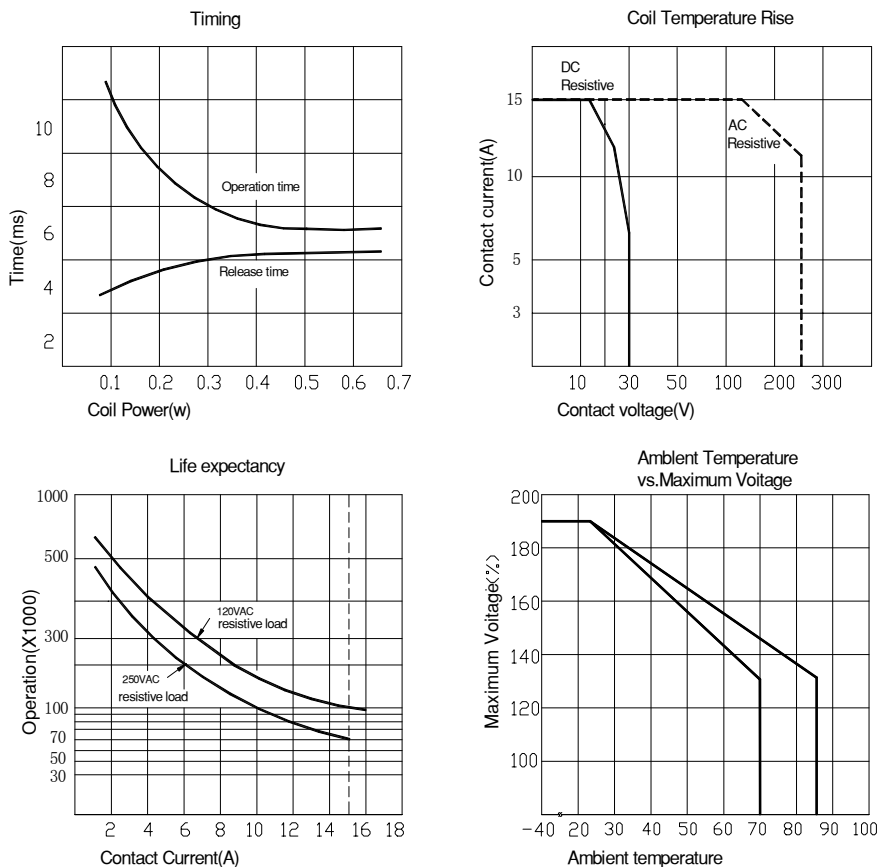 Timing
10
8
6
4
2
Time(ms)
Operation time
Release time
0.1 0.2 0.3 0.4 0.5 0.6 0.7
Coil Power(w)
Coil Temperature Rise
15
10
5
3
Contact current(A)
DC
Resistive
AC
Resistive
10 30 50 100 200 300
Contact voltage(V)
Life expectancy
1000
500
300
100
70
50
30
Operation(X1000)
120VAC
resistive load
250VAC
resistive load
2 4 6 8 10 12 14 16 18
Contact Current(A)
Amblent Temperature
vs.Maximum Voitage
200
180
160
140
120
100
Maximum Voitage(%)
-40 20 30 40 50 60 70 80 90 100
Ambient temperature